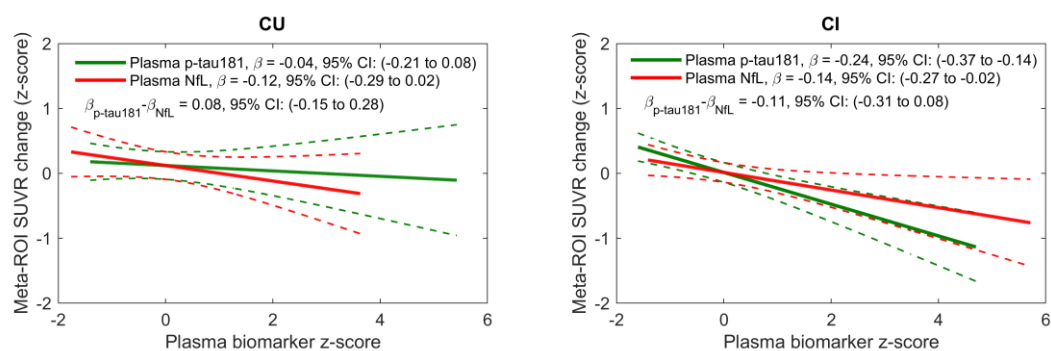 CU
Plasma p-tau181, β = -0.04, 95% CI: (-0.21 to 0.08)
Plasma NfL, β = -0.12, 95% CI: (-0.29 to 0.02)
βp-tau181-βNfL = 0.08, 95% CI: (-0.15 to 0.28)
Meta-ROI SUVR change (z-score)
2
1
0
-1
-2
-2 0 2 4 6
Plasma biomarker z-score
CI
Plasma p-tau181, β = -0.24, 95% CI: (-0.37 to -0.14)
Plasma NfL, β = -0.14, 95% CI: (-0.27 to -0.02)
βp-tau181-βNfL = -0.11, 95% CI: (-0.31 to 0.08)
Meta-ROI SUVR change (z-score)
2
1
0
-1
-2
-2 0 2 4 6
Plasma biomarker z-score